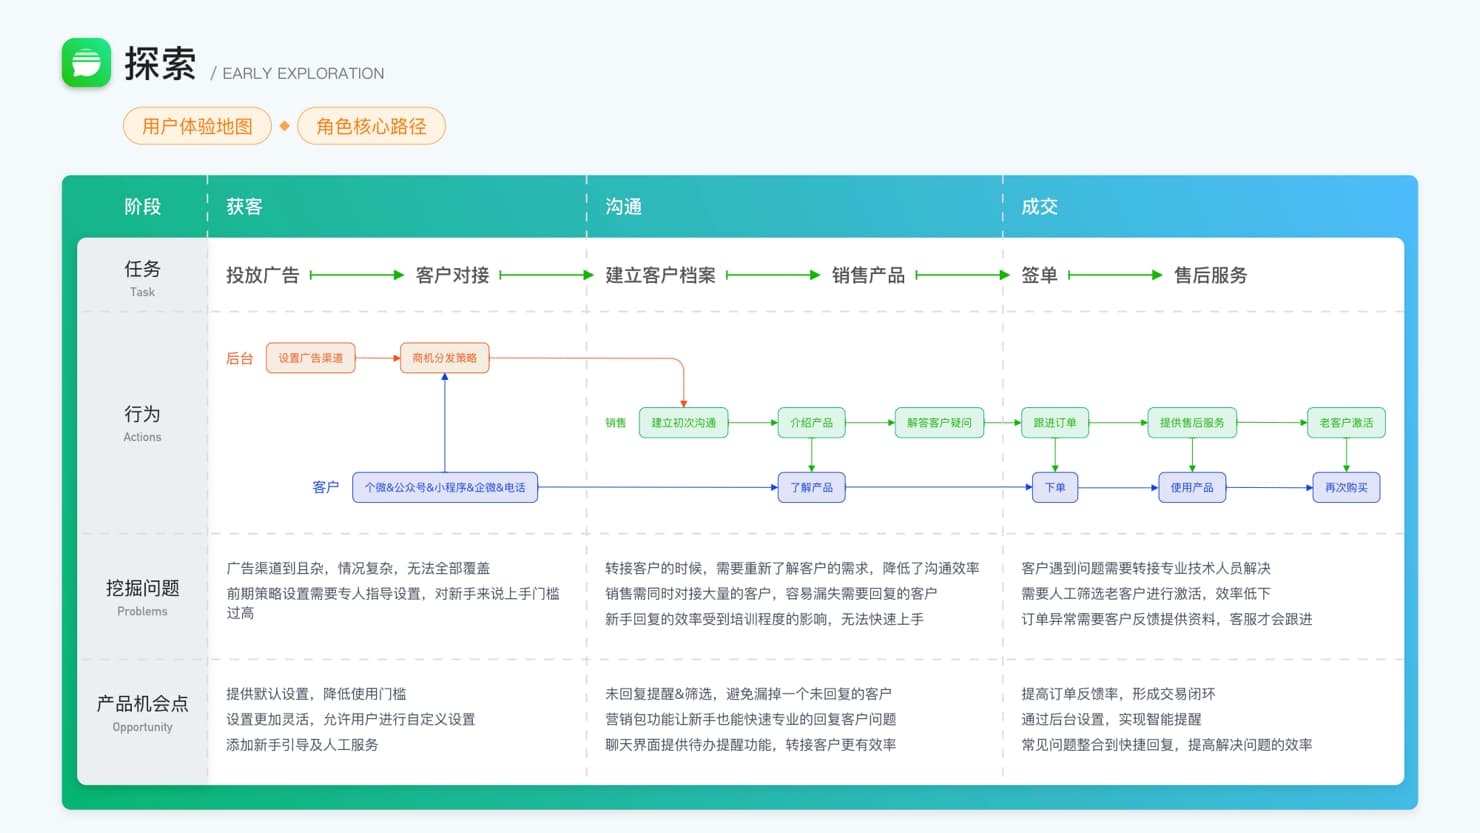 探索 / EARLY EXPLORATION
用户体验地图 ◆ 角色核心路径
阶段
获客
沟通
成交
任务
Task
投放广告
客户对接
建立客户档案
销售产品
签单
售后服务
行为
Actions
后台
设置广告渠道
商机分发策略
销售
建立初次沟通
介绍产品
解答客户疑问
跟进订单
提供售后服务
老客户激活
客户
个微&公众号&小程序&企微&电话
了解产品
下单
使用产品
再次购买
挖掘问题
Problems
广告渠道到且杂，情况复杂，无法全部覆盖
前期策略设置需要专人指导设置，对新手来说上手门槛
过高
转接客户的时候，需要重新了解客户的需求，降低了沟通效率
销售需同时对接大量的客户，容易漏失需要回复的客户
新手回复的效率受到培训程度的影响，无法快速上手
客户遇到问题需要转接专业技术人员解决
需要人工筛选老客户进行激活，效率低下
订单异常需要客户反馈提供资料，客服才会跟进
产品机会点
Opportunity
提供默认设置，降低使用门槛
设置更加灵活，允许用户进行自定义设置
添加新手引导及人工服务
未回复提醒&筛选，避免漏掉一个未回复的客户
营销包功能让新手也能快速专业的回复客户问题
聊天界面提供待办提醒功能，转接客户更有效率
提高订单反馈率，形成交易闭环
通过后台设置，实现智能提醒
常见问题整合到快捷回复，提高解决问题的效率